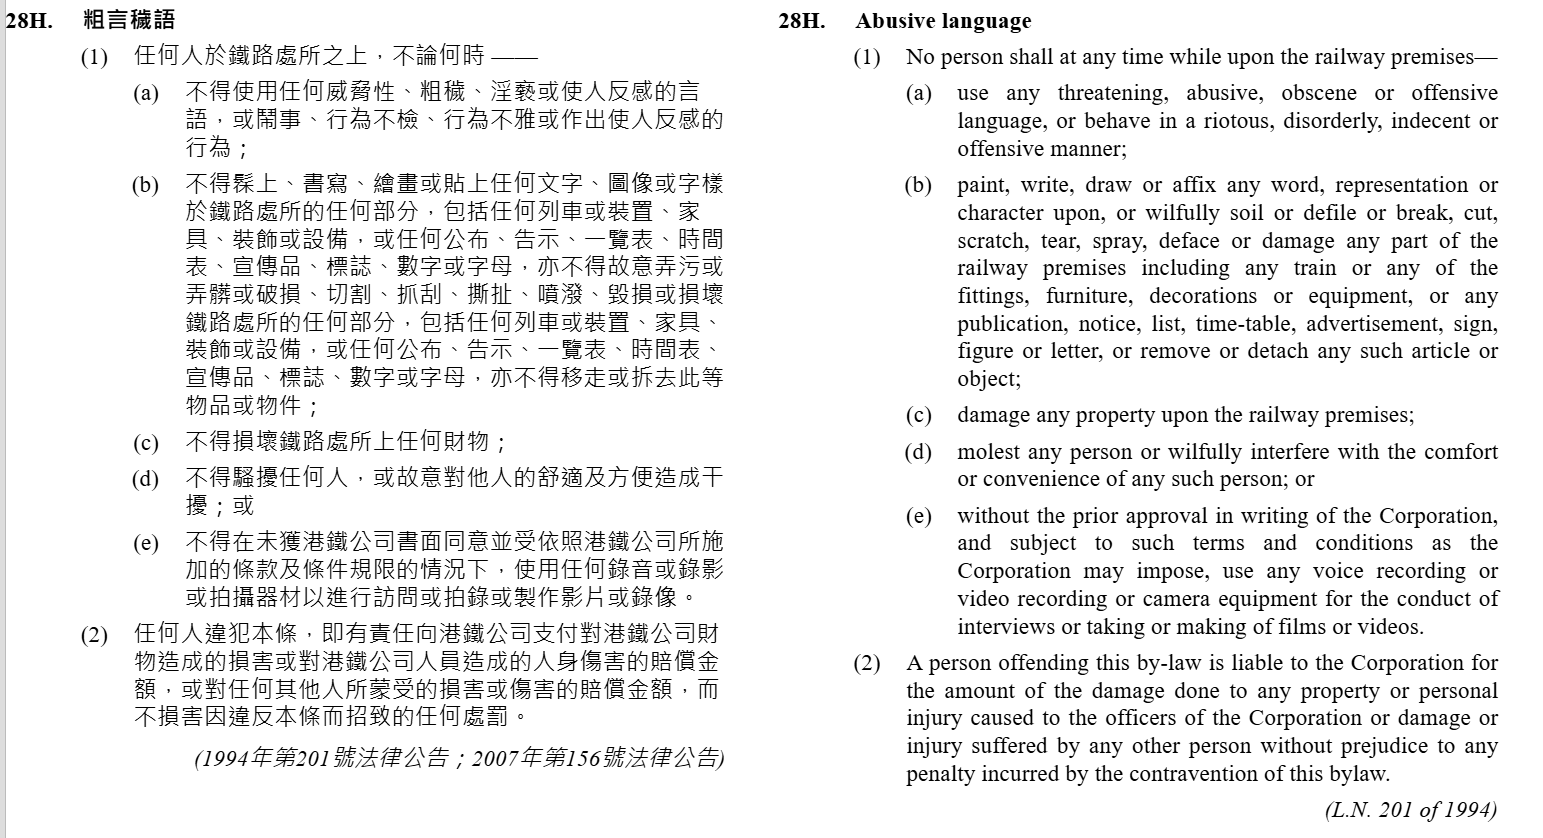 28H. 粗言穢語
(1) 任何人於鐵路處所之上，不論何時 ——
(a) 不得使用任何威脅性、粗穢、淫褻或使人反感的言
語，或鬧事、行為不檢、行為不雅或作出使人反感的
行為；
(b) 不得髹上、書寫、繪畫或貼上任何文字、圖像或字樣
於鐵路處所的任何部分，包括任何列車或裝置、家
具、裝飾或設備，或任何公布、告示、一覽表、時間
表、宣傳品、標誌、數字或字母，亦不得故意弄污或
弄髒或破損、切割、抓刮、撕扯、噴潑、毀損或損壞
鐵路處所的任何部分，包括任何列車或裝置、家具、
裝飾或設備，或任何公布、告示、一覽表、時間表、
宣傳品、標誌、數字或字母，亦不得移走或拆去此等
物品或物件；
(c) 不得損壞鐵路處所上任何財物；
(d) 不得騷擾任何人，或故意對他人的舒適及方便造成干
擾；或
(e) 不得在未獲港鐵公司書面同意並受依照港鐵公司所施
加的條款及條件規限的情況下，使用任何錄音或錄影
或拍攝器材以進行訪問或拍錄或製作影片或錄像。
(2) 任何人違犯本條，即有責任向港鐵公司支付對港鐵公司財
物造成的損害或對港鐵公司人員造成的人身傷害的賠償金
額，或對任何其他人所蒙受的損害或傷害的賠償金額，而
不損害因違反本條而招致的任何處罰。
(1994年第201號法律公告；2007年第156號法律公告)
28H. Abusive language
(1) No person shall at any time while upon the railway premises—
(a) use any threatening, abusive, obscene or offensive
language, or behave in a riotous, disorderly, indecent or
offensive manner;
(b) paint, write, draw or affix any word, representation or
character upon, or wilfully soil or defile or break, cut,
scratch, tear, spray, deface or damage any part of the
railway premises including any train or any of the
fittings, furniture, decorations or equipment, or any
publication, notice, list, time-table, advertisement, sign,
figure or letter, or remove or detach any such article or
object;
(c) damage any property upon the railway premises;
(d) molest any person or wilfully interfere with the comfort
or convenience of any such person; or
(e) without the prior approval in writing of the Corporation,
and subject to such terms and conditions as the
Corporation may impose, use any voice recording or
video recording or camera equipment for the conduct of
interviews or taking or making of films or videos.
(2) A person offending this by-law is liable to the Corporation for
the amount of the damage done to any property or personal
injury caused to the officers of the Corporation or damage or
injury suffered by any other person without prejudice to any
penalty incurred by the contravention of this bylaw.
(L.N. 201 of 1994)